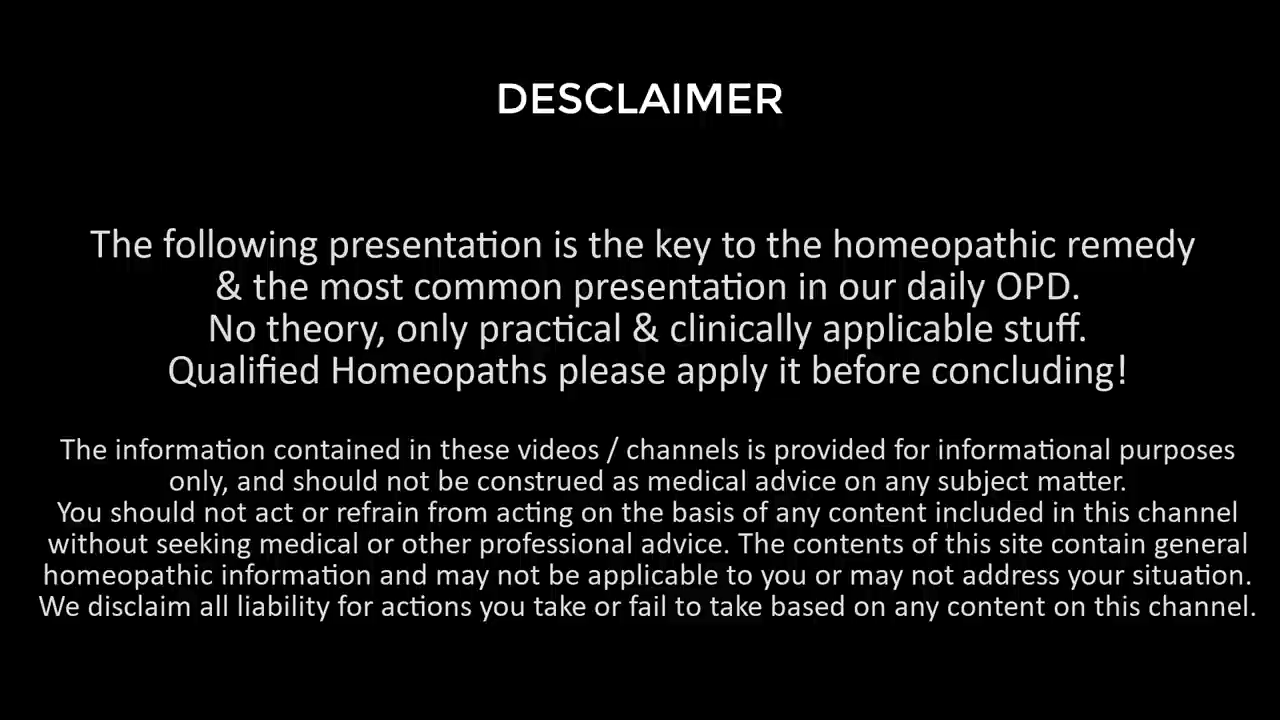 DESCLAIMER
The following presentation is the key to the homeopathic remedy
& the most common presentation in our daily OPD.
No theory, only practical & clinically applicable stuff.
Qualified Homeopaths please apply it before concluding!
The information contained in these videos / channels is provided for informational purposes
only, and should not be construed as medical advice on any subject matter.
You should not act or refrain from acting on the basis of any content included in this channel
without seeking medical or other professional advice. The contents of this site contain general
homeopathic information and may not be applicable to you or may not address your situation.
We disclaim all liability for actions you take or fail to take based on any content on this channel.